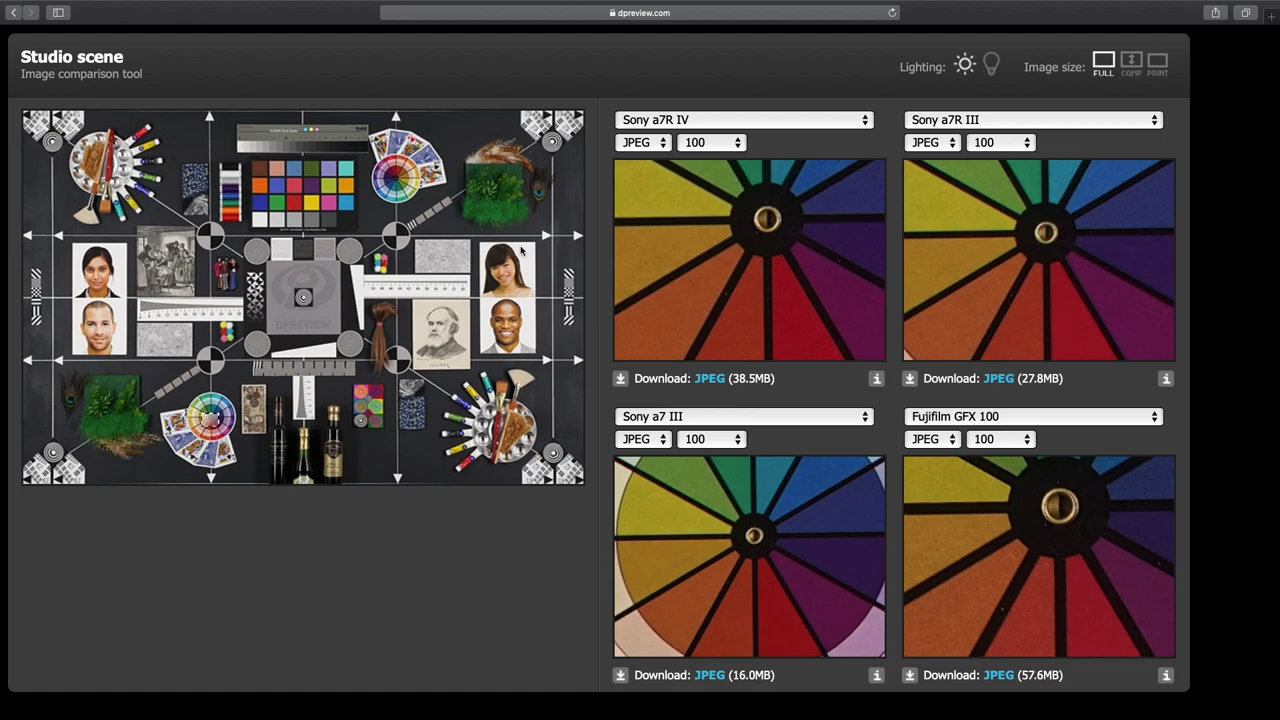 dpreview.com
Studio scene
Image comparison tool
Lighting:
Image size:
FULL COMP PRINT
DPREVIEW
Sony a7R IV
JPEG 100
Download: JPEG (38.5MB)
Sony a7R III
JPEG 100
Download: JPEG (27.8MB)
Sony a7 III
JPEG 100
Download: JPEG (16.0MB)
Fujifilm GFX 100
JPEG 100
Download: JPEG (57.6MB)